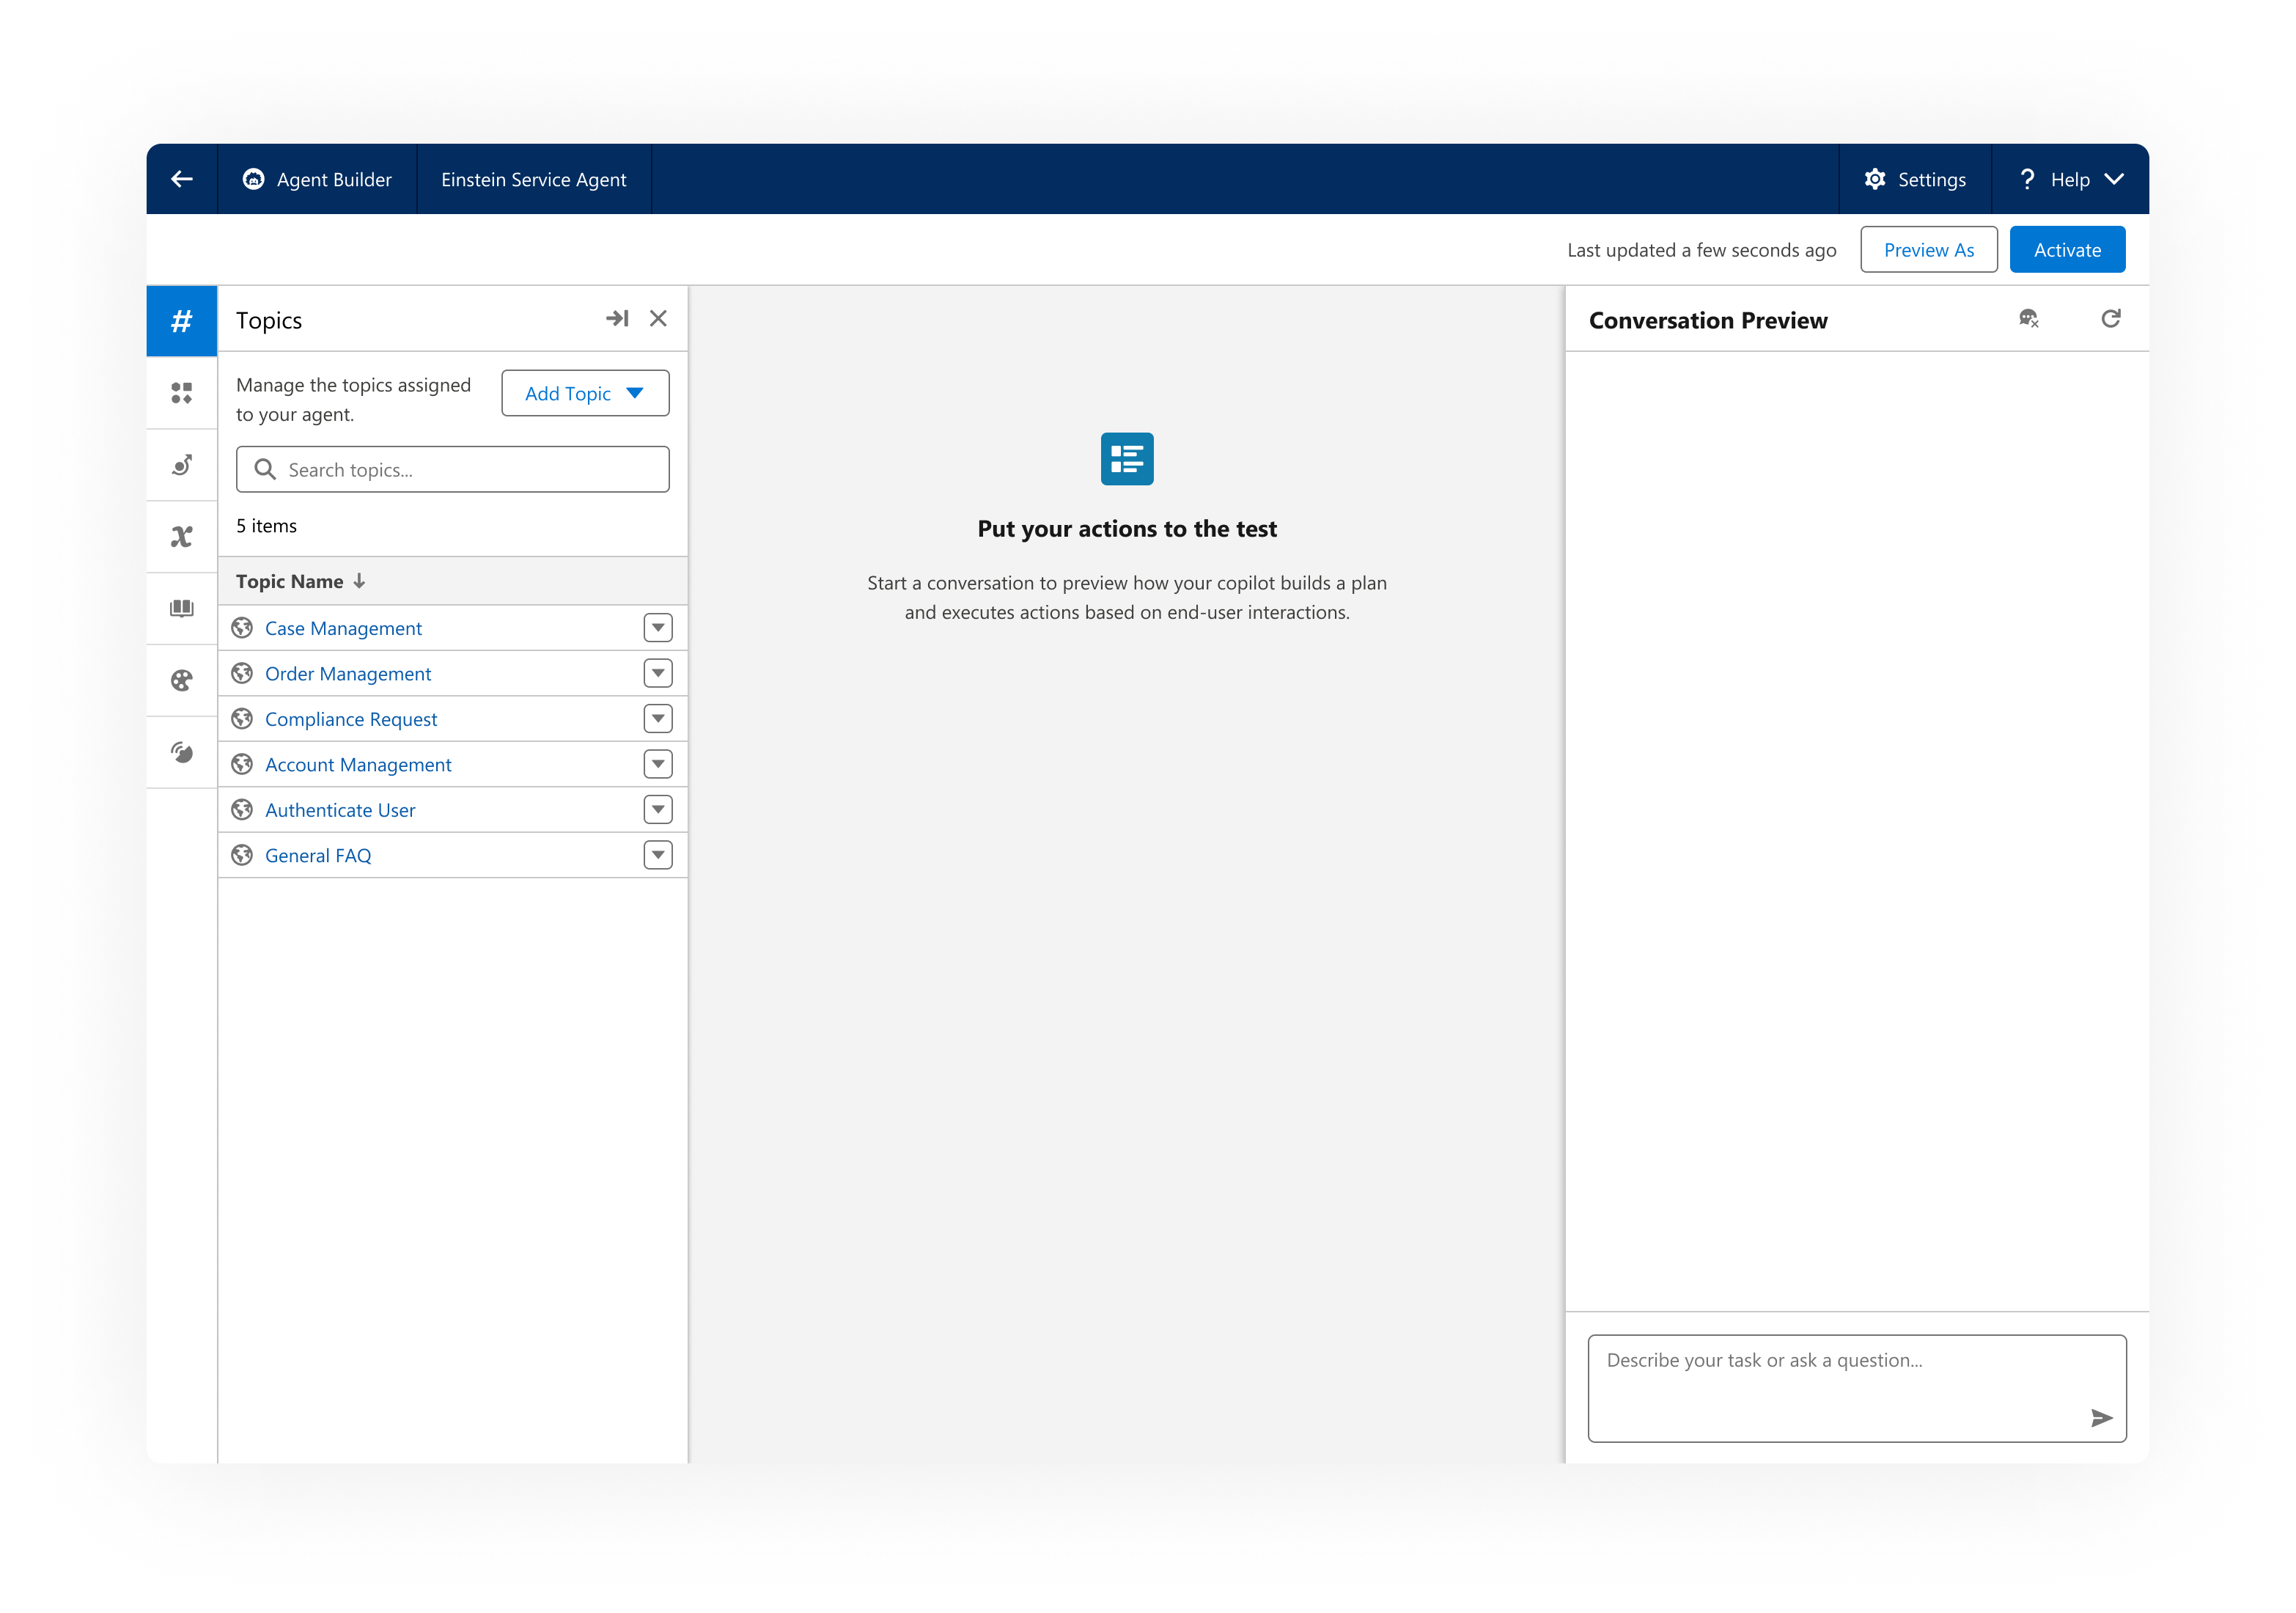 Agent Builder
Einstein Service Agent
Settings
? Help
Last updated a few seconds ago
Preview As
Activate
#
Topics
Manage the topics assigned
to your agent.
Add Topic
Search topics...
5 items
Topic Name
Case Management
Order Management
Compliance Request
Account Management
Authenticate User
General FAQ
x
Put your actions to the test
Start a conversation to preview how your copilot builds a plan
and executes actions based on end-user interactions.
Conversation Preview
Describe your task or ask a question...